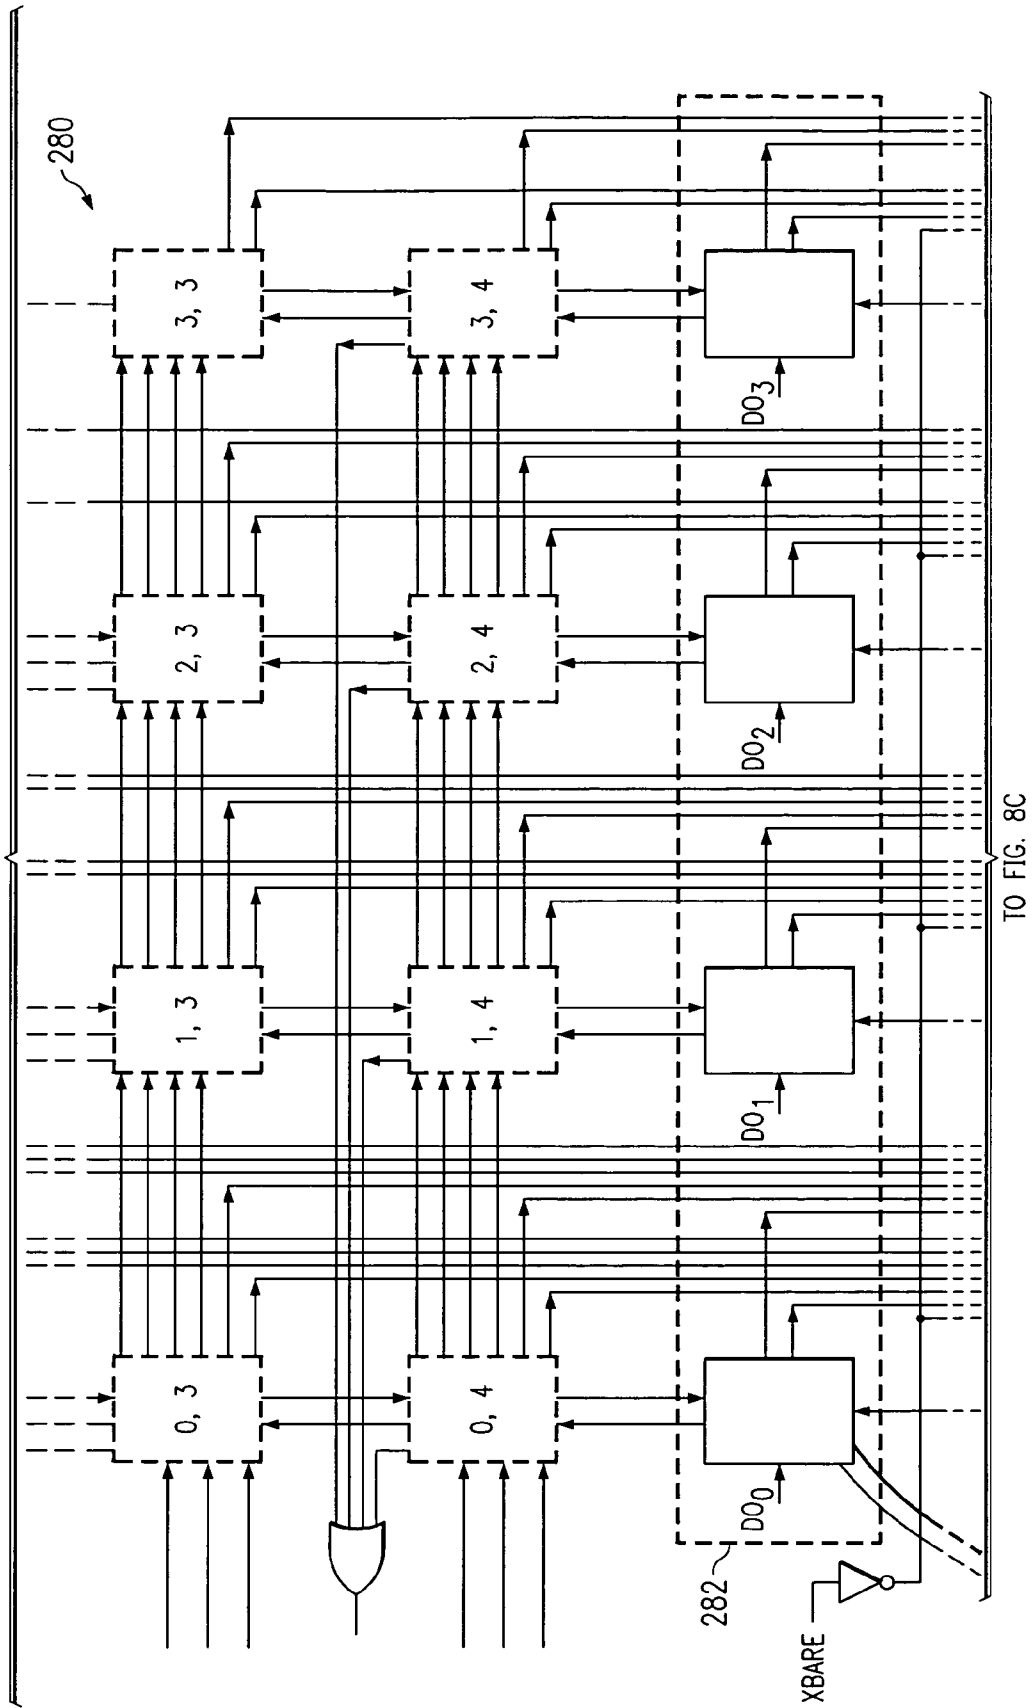 280
0, 3
1, 3
2, 3
3, 3
0, 4
1, 4
2, 4
3, 4
DO0
DO1
DO2
DO3
282
XBARE
TO FIG. 8C